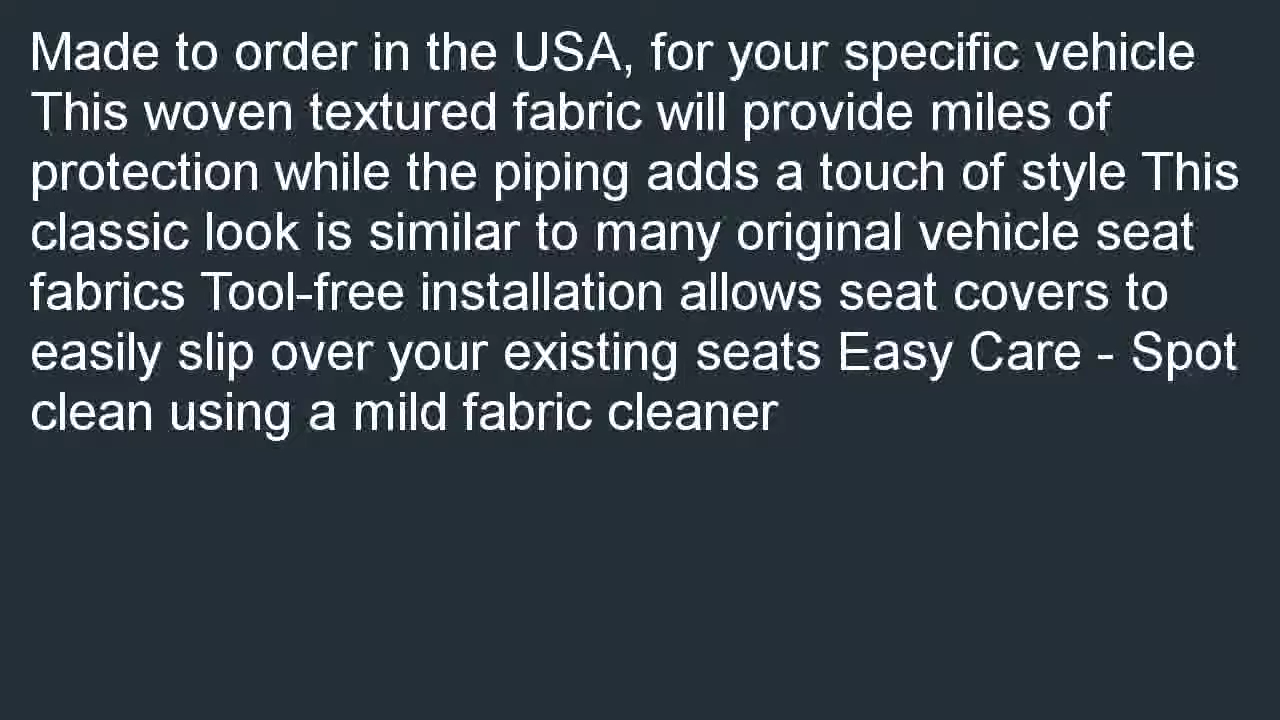 Made to order in the USA, for your specific vehicle
This woven textured fabric will provide miles of
protection while the piping adds a touch of style This
classic look is similar to many original vehicle seat
fabrics Tool-free installation allows seat covers to
easily slip over your existing seats Easy Care - Spot
clean using a mild fabric cleaner